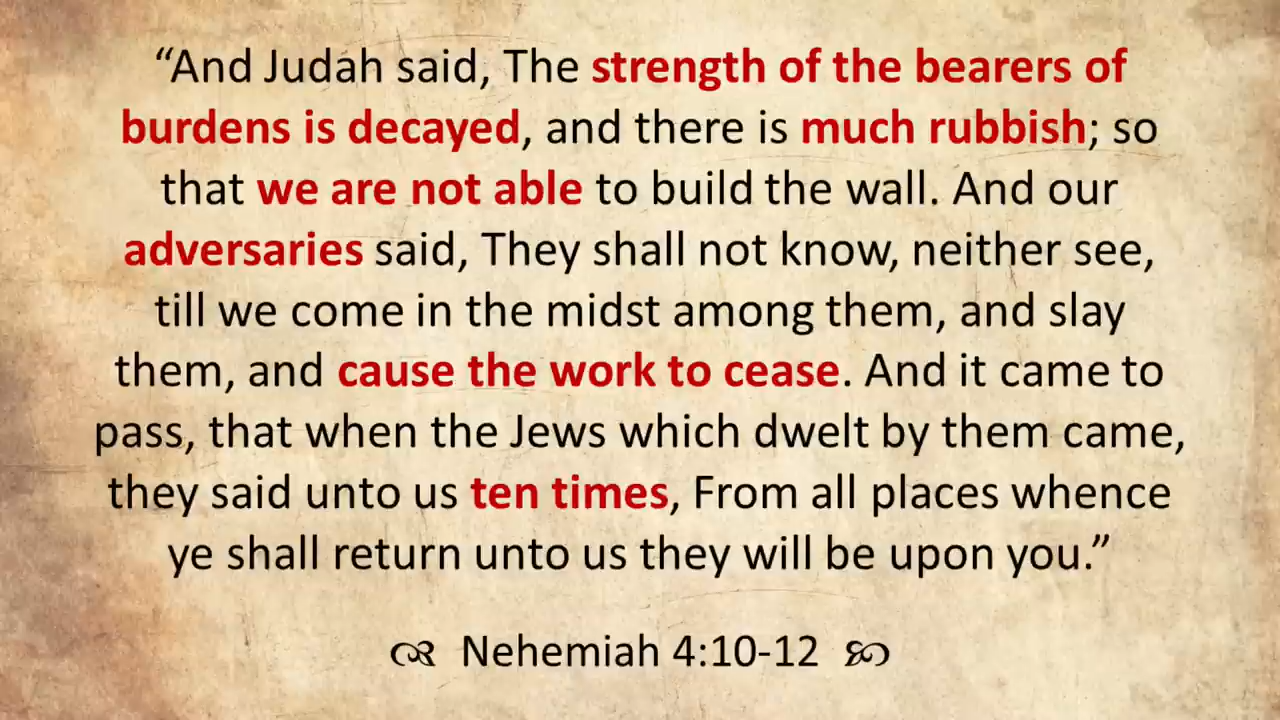 “And Judah said, The strength of the bearers of
burdens is decayed, and there is much rubbish; so
that we are not able to build the wall. And our
adversaries said, They shall not know, neither see,
till we come in the midst among them, and slay
them, and cause the work to cease. And it came to
pass, that when the Jews which dwelt by them came,
they said unto us ten times, From all places whence
ye shall return unto us they will be upon you.”
Nehemiah 4:10-12